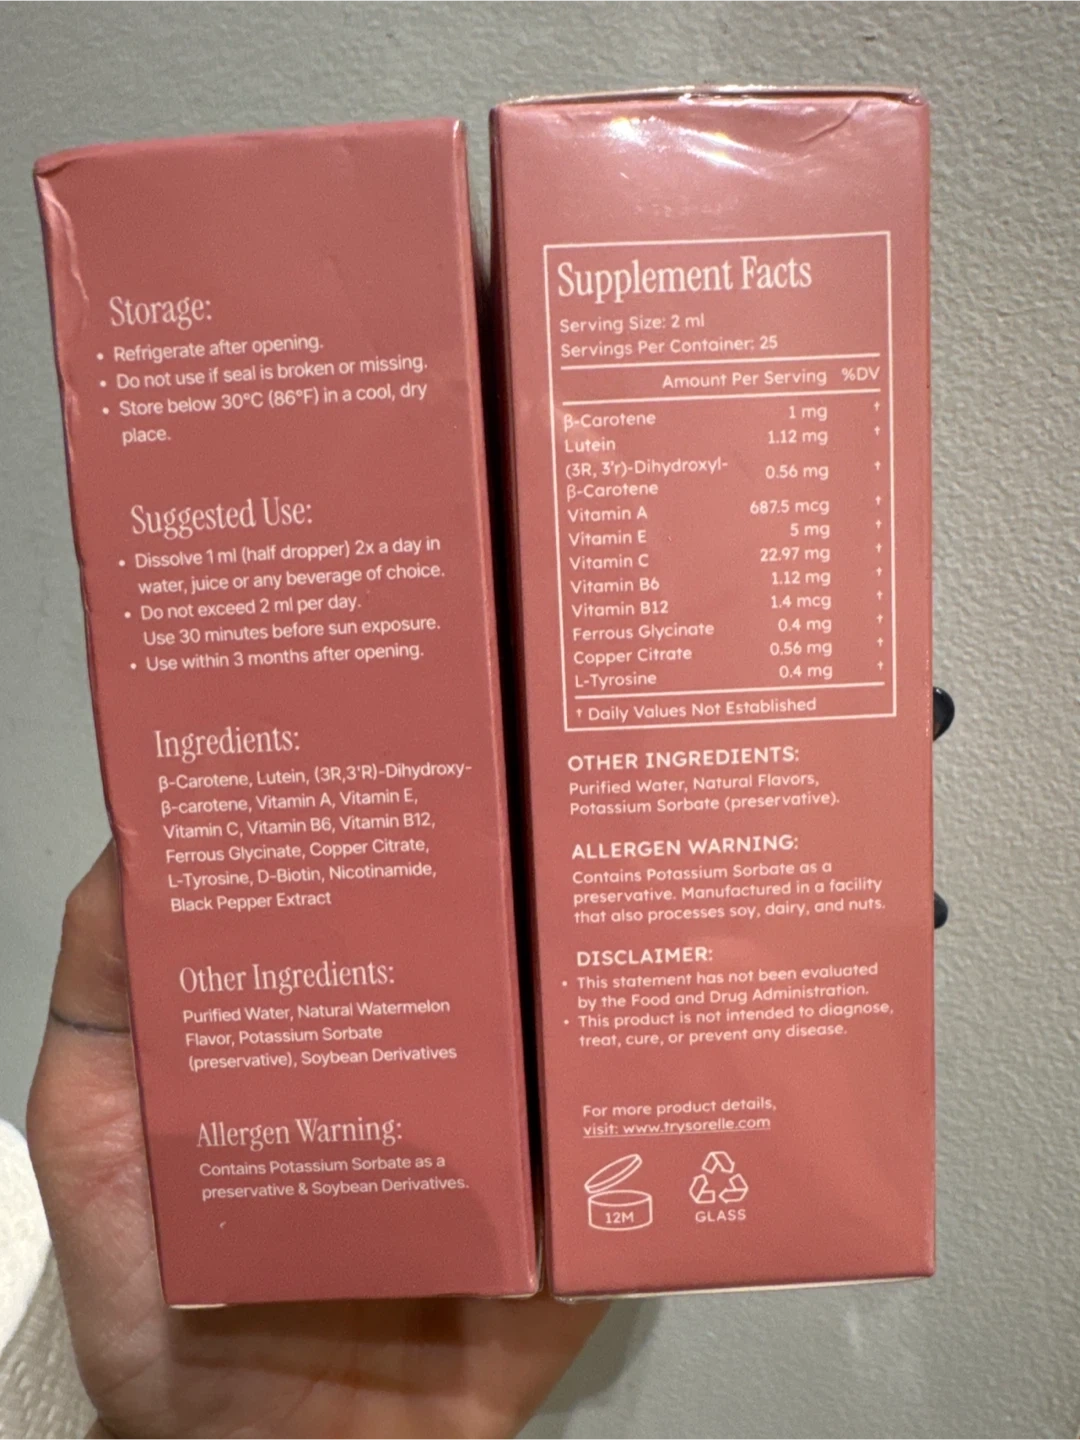 Storage:
• Refrigerate after opening.
• Do not use if seal is broken or missing.
• Store below 30°C (86°F) in a cool, dry
place.
Suggested Use:
• Dissolve 1 ml (half dropper) 2x a day in
water, juice or any beverage of choice.
• Do not exceed 2 ml per day.
Use 30 minutes before sun exposure.
• Use within 3 months after opening.
Ingredients:
β-Carotene, Lutein, (3R,3'R)-Dihydroxy-
β-carotene, Vitamin A, Vitamin E,
Vitamin C, Vitamin B6, Vitamin B12,
Ferrous Glycinate, Copper Citrate,
L-Tyrosine, D-Biotin, Nicotinamide,
Black Pepper Extract
Other Ingredients:
Purified Water, Natural Watermelon
Flavor, Potassium Sorbate
(preservative), Soybean Derivatives
Allergen Warning:
Contains Potassium Sorbate as a
preservative & Soybean Derivatives.
Supplement Facts
Serving Size: 2 ml
Servings Per Container: 25
Amount Per Serving %DV
β-Carotene 1 mg †
Lutein 1.12 mg †
(3R, 3'r)-Dihydroxyl- 0.56 mg †
β-Carotene
Vitamin A 687.5 mcg †
Vitamin E 5 mg †
Vitamin C 22.97 mg †
Vitamin B6 1.12 mg †
Vitamin B12 1.4 mcg †
Ferrous Glycinate 0.4 mg †
Copper Citrate 0.56 mg †
L-Tyrosine 0.4 mg †
† Daily Values Not Established
OTHER INGREDIENTS:
Purified Water, Natural Flavors,
Potassium Sorbate (preservative).
ALLERGEN WARNING:
Contains Potassium Sorbate as a
preservative. Manufactured in a facility
that also processes soy, dairy, and nuts.
DISCLAIMER:
• This statement has not been evaluated
by the Food and Drug Administration.
• This product is not intended to diagnose,
treat, cure, or prevent any disease.
For more product details,
visit: www.trysorelle.com
12M
GLASS